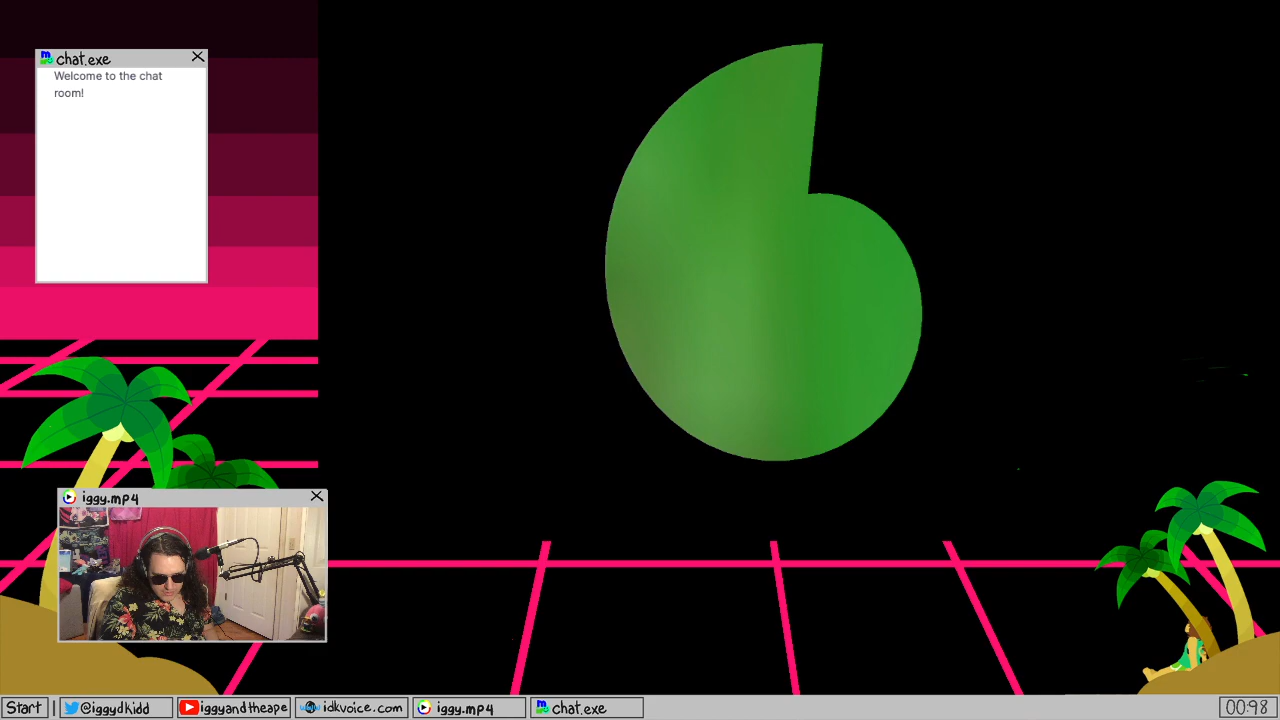 chat.exe
Welcome to the chat
room!
iggy.mp4
Start | @iggydkidd iggyandtheape www idkvoice.com iggy.mp4 chat.exe 00:98